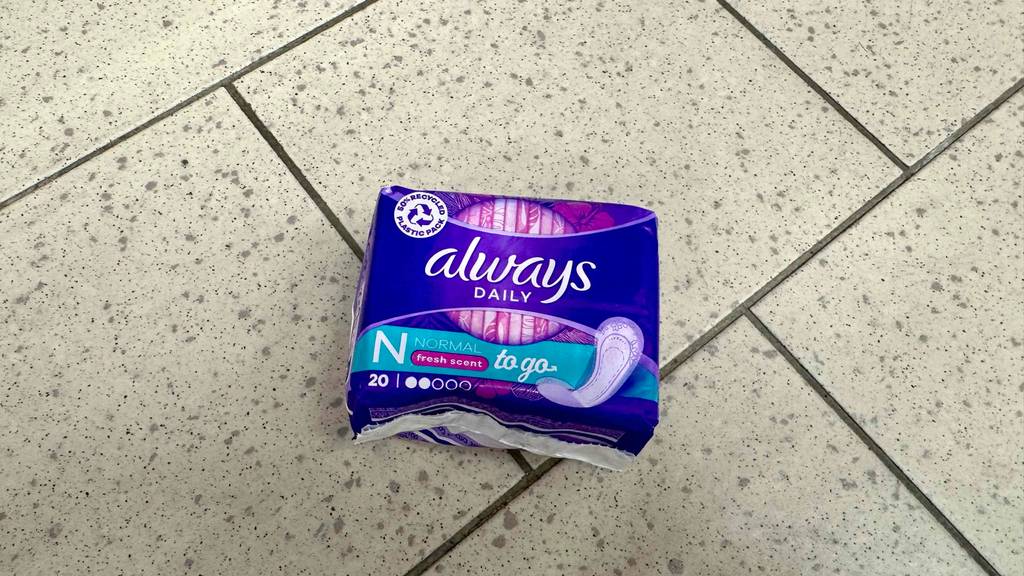 50% RECYCLED
PLASTIC PACK
always
DAILY
N NORMAL
fresh scent
to go
20